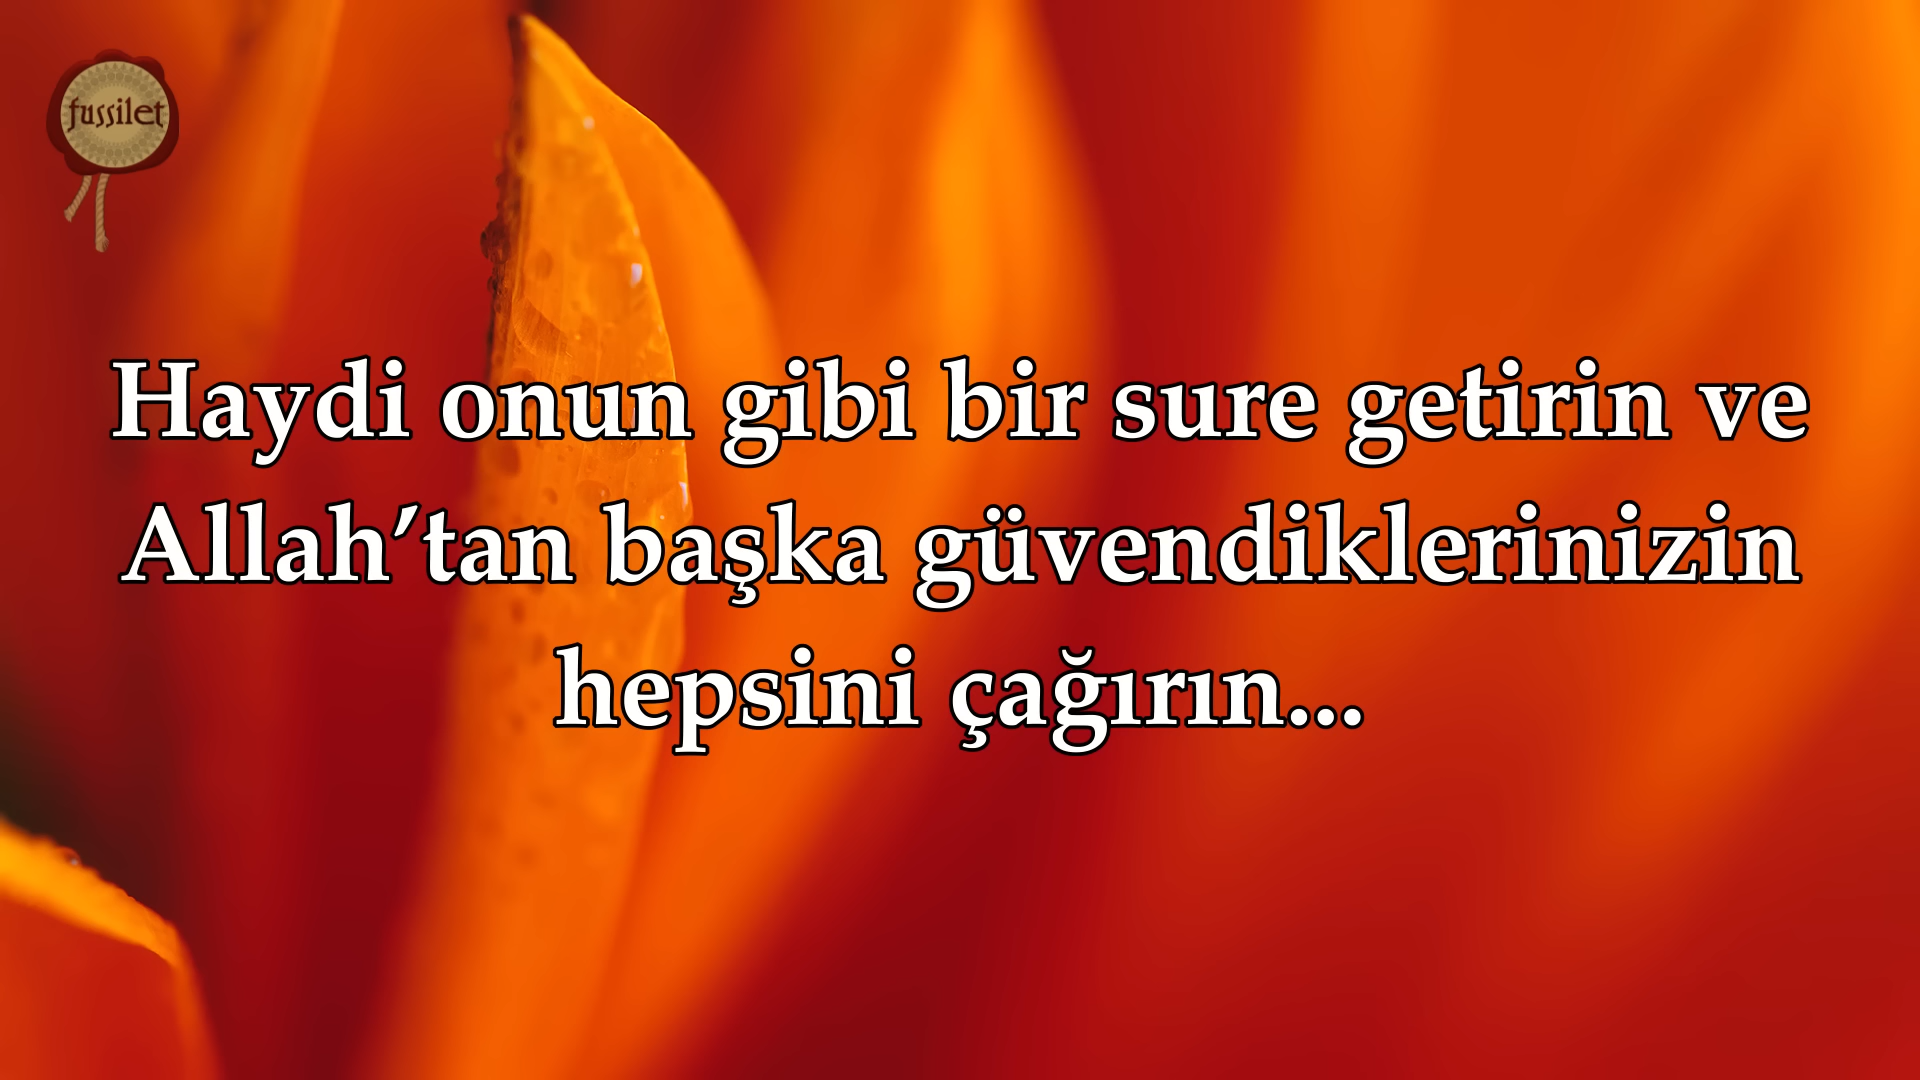 fussilet
Haydi onun gibi bir sure getirin ve
Allah’tan başka güvendiklerinizin
hepsini çağırın...